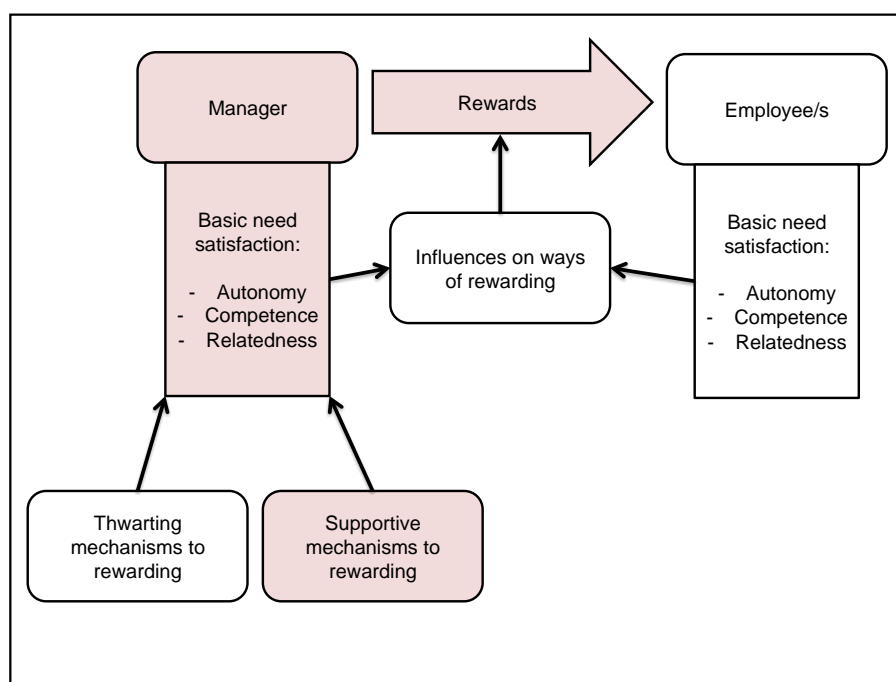 Manager
Rewards
Employee/s
Basic need
satisfaction:
- Autonomy
- Competence
- Relatedness
Influences on ways
of rewarding
Basic need
satisfaction:
- Autonomy
- Competence
- Relatedness
Thwarting
mechanisms to
rewarding
Supportive
mechanisms to
rewarding